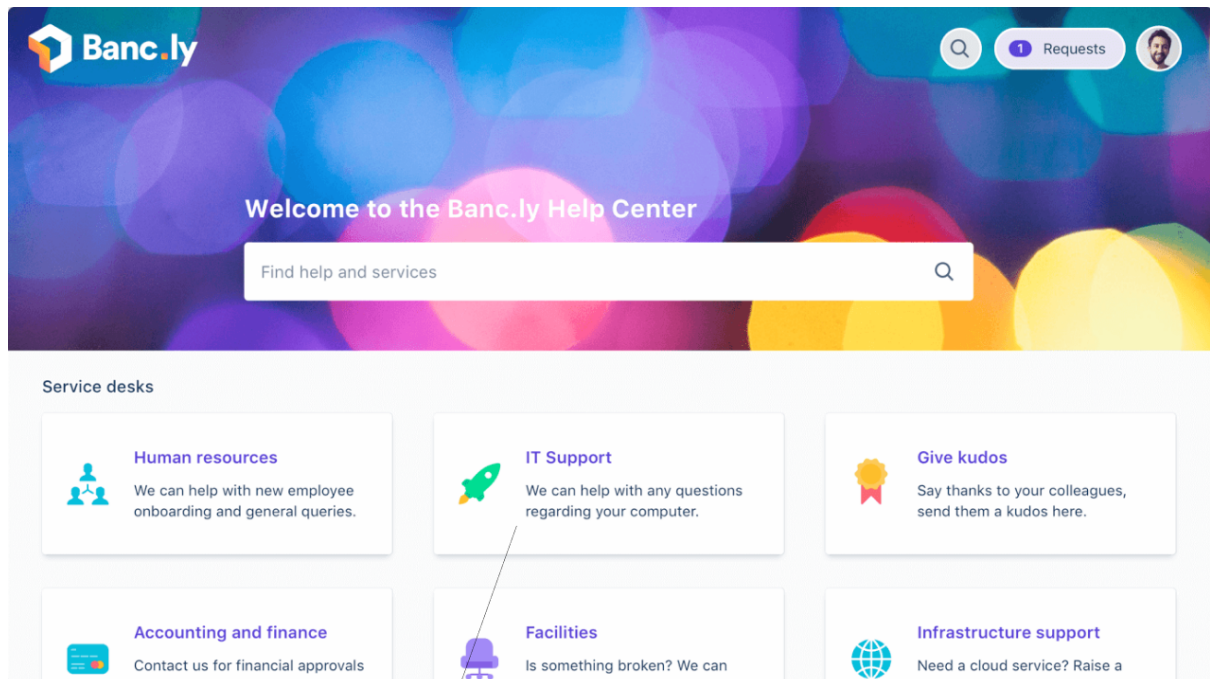 Banc.ly
1 Requests
Welcome to the Banc.ly Help Center
Find help and services
Service desks
Human resources
We can help with new employee
onboarding and general queries.
IT Support
We can help with any questions
regarding your computer.
Give kudos
Say thanks to your colleagues,
send them a kudos here.
Accounting and finance
Contact us for financial approvals
Facilities
Is something broken? We can
Infrastructure support
Need a cloud service? Raise a